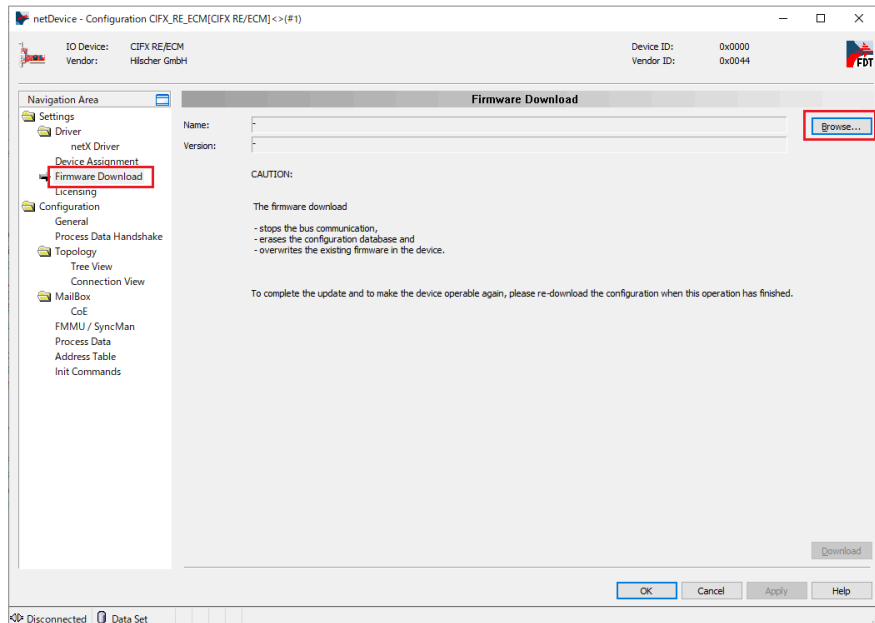 netDevice - Configuration CIFX_RE_ECM[CIFX RE/ECM]<>(#1)
IO Device: CIFX RE/ECM Device ID: 0x0000
Vendor: Hilscher GmbH Vendor ID: 0x0044
FDT
Navigation Area
Firmware Download
Settings
Driver
netX Driver
Device Assignment
Firmware Download
Licensing
Configuration
General
Process Data Handshake
Topology
Tree View
Connection View
MailBox
CoE
FMMU / SyncMan
Process Data
Address Table
Init Commands
Name: - Browse...
Version: -
CAUTION:
The firmware download
- stops the bus communication,
- erases the configuration database and
- overwrites the existing firmware in the device.
To complete the update and to make the device operable again, please re-download the configuration when this operation has finished.
Download
OK Cancel Apply Help
Disconnected Data Set